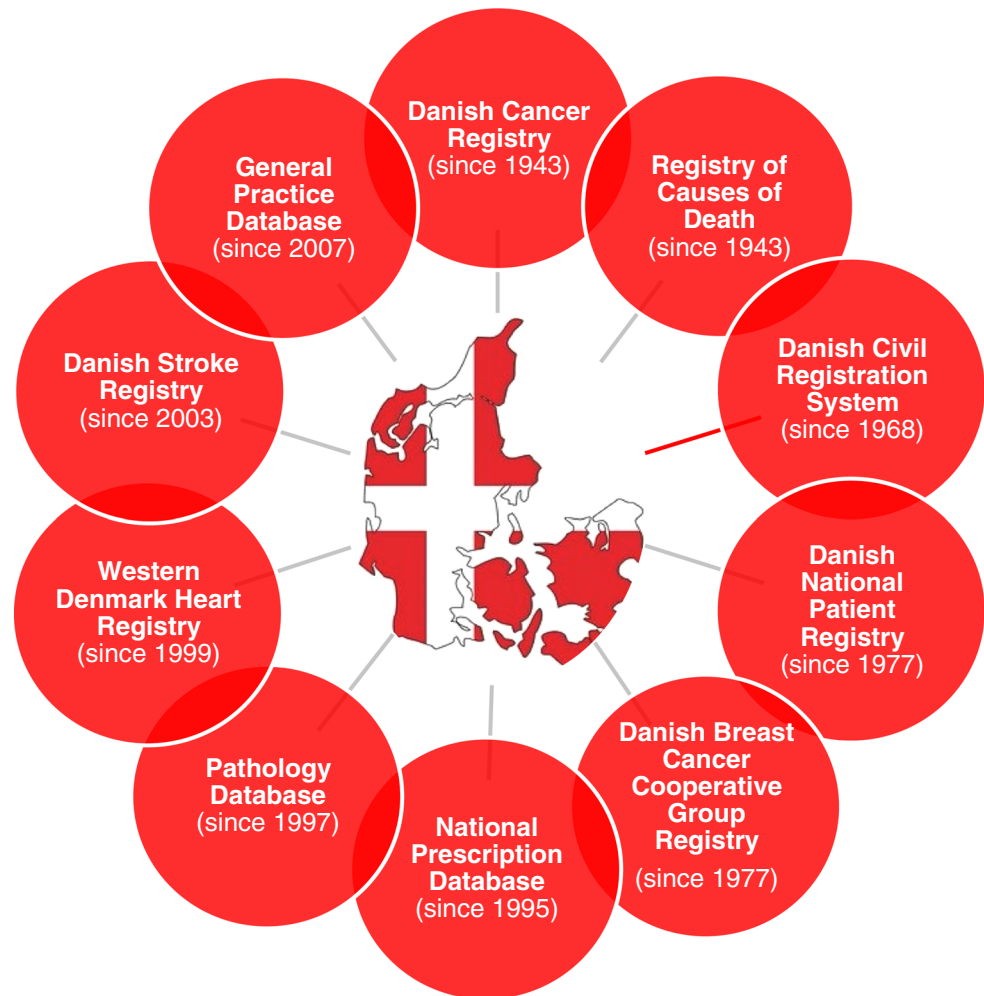 Danish Cancer
Registry
(since 1943)
Registry of
Causes of
Death
(since 1943)
Danish Civil
Registration
System
(since 1968)
Danish
National
Patient
Registry
(since 1977)
Danish Breast
Cancer
Cooperative
Group
Registry
(since 1977)
National
Prescription
Database
(since 1995)
Pathology
Database
(since 1997)
Western
Denmark Heart
Registry
(since 1999)
Danish Stroke
Registry
(since 2003)
General
Practice
Database
(since 2007)